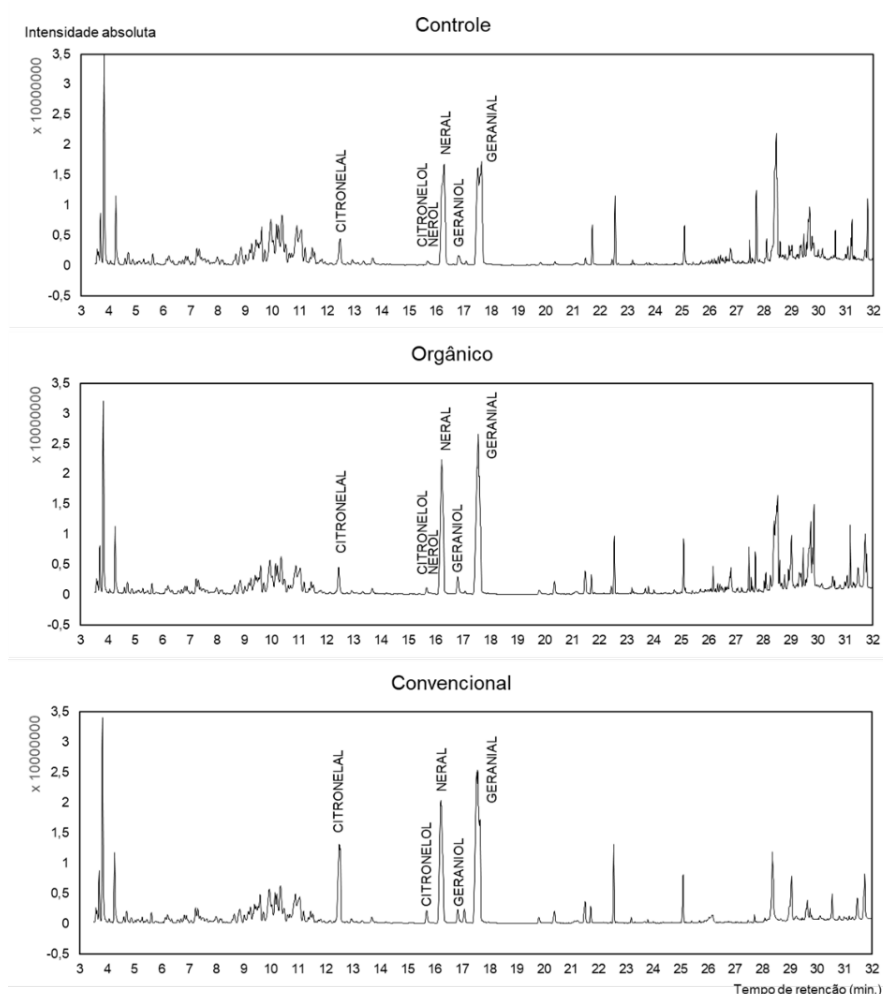 Controle
Intensidade absoluta
x 10000000
3,5
3
2,5
2
1,5
1
0,5
0
-0,5
CITRONELAL
CITRONELOL
NEROL
NERAL
GERANIOL
GERANIAL
3 4 5 6 7 8 9 10 11 12 13 14 15 16 17 18 19 20 21 22 23 24 25 26 27 28 29 30 31 32
Orgânico
x 10000000
3,5
3
2,5
2
1,5
1
0,5
0
-0,5
CITRONELAL
CITRONELOL
NEROL
NERAL
GERANIOL
GERANIAL
3 4 5 6 7 8 9 10 11 12 13 14 15 16 17 18 19 20 21 22 23 24 25 26 27 28 29 30 31 32
Convencional
x 10000000
3,5
3
2,5
2
1,5
1
0,5
0
-0,5
CITRONELAL
CITRONELOL
NERAL
GERANIOL
GERANIAL
3 4 5 6 7 8 9 10 11 12 13 14 15 16 17 18 19 20 21 22 23 24 25 26 27 28 29 30 31 32
Tempo de retenção (min.)